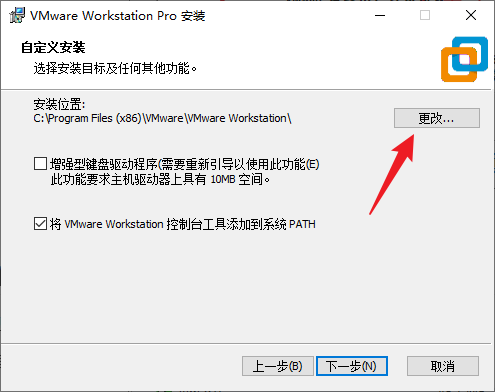 VMware Workstation Pro 安装
自定义安装
选择安装目标及任何其他功能。
安装位置:
C:\Program Files (x86)\VMware\VMware Workstation\
更改...
增强型键盘驱动程序(需要重新引导以使用此功能(E)
此功能要求主机驱动器上具有 10MB 空间。
将 VMware Workstation 控制台工具添加到系统 PATH
上一步(B) 下一步(N) 取消